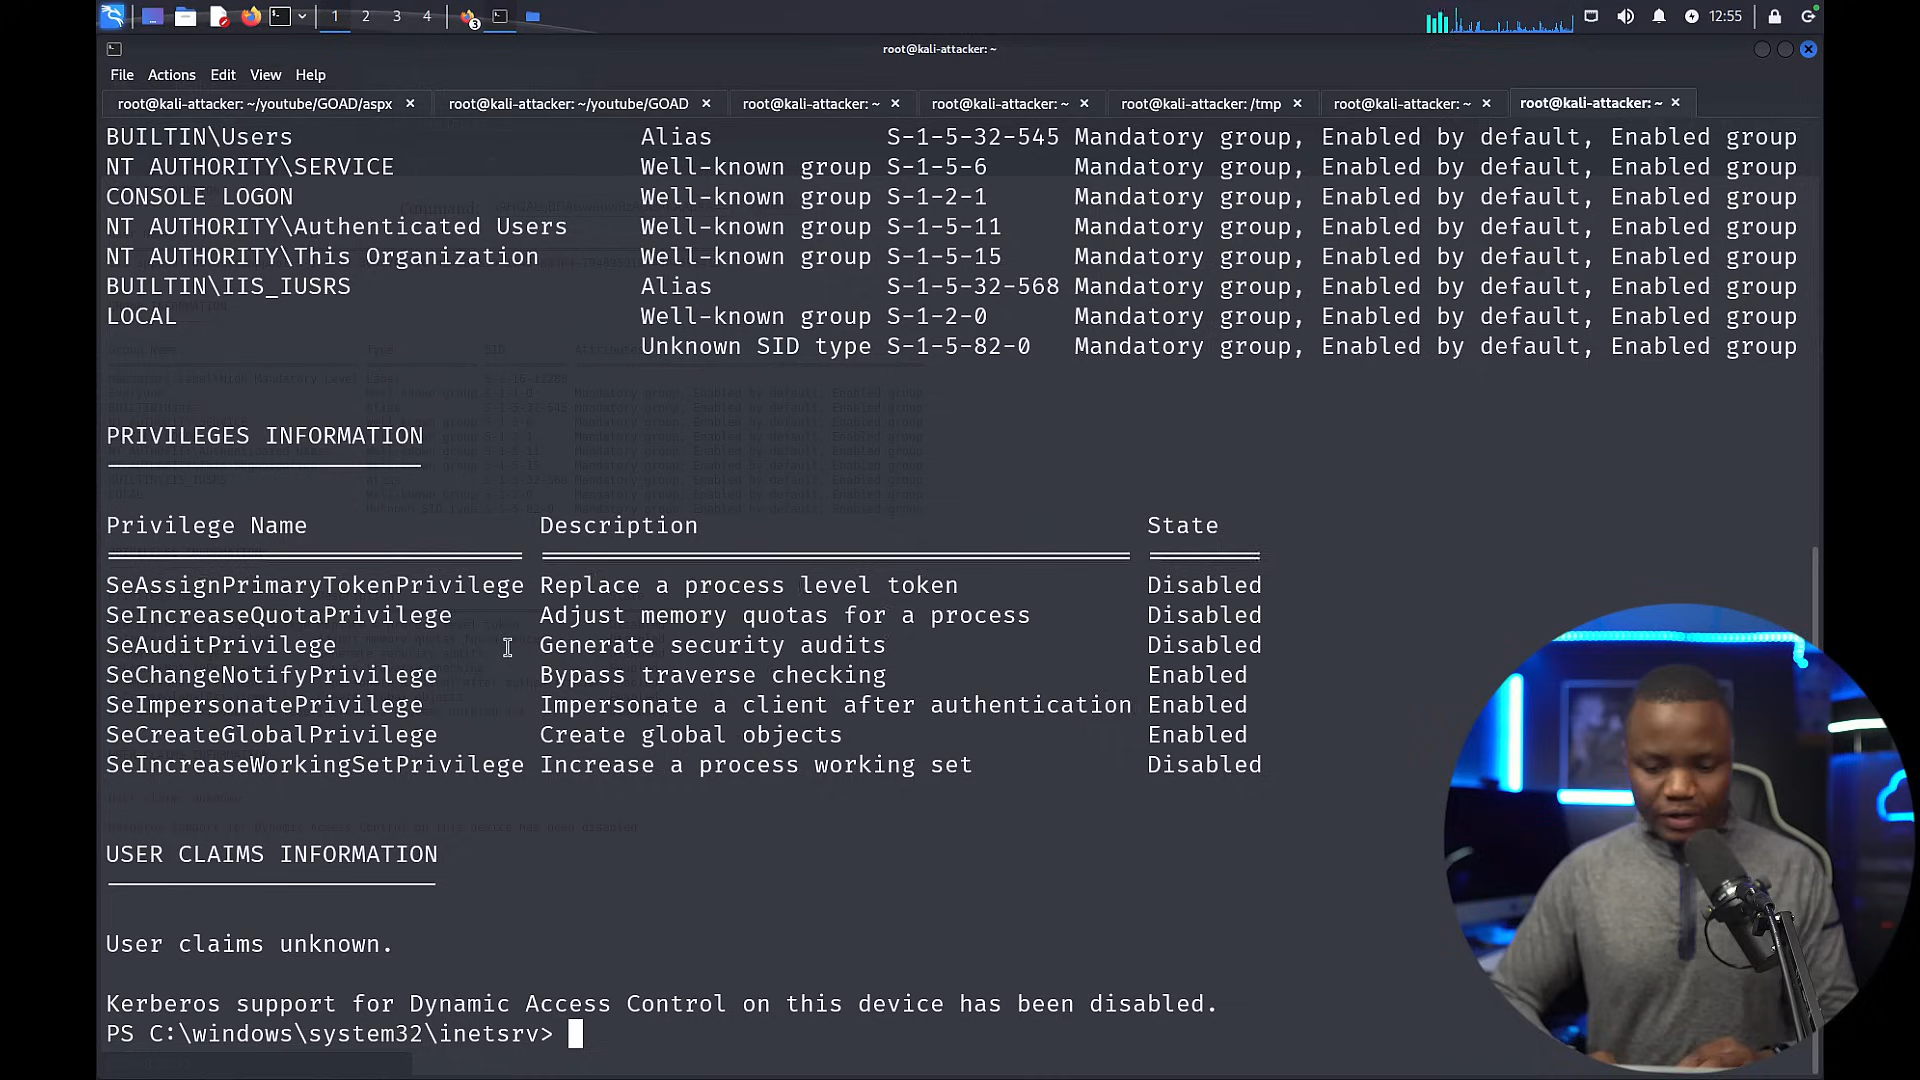 1 2 3 4
3
12:55
root@kali-attacker: ~
File Actions Edit View Help
root@kali-attacker: ~/youtube/GOAD/aspx root@kali-attacker: ~/youtube/GOAD root@kali-attacker: ~ root@kali-attacker: ~ root@kali-attacker: /tmp root@kali-attacker: ~ root@kali-attacker: ~
BUILTIN\Users Alias S-1-5-32-545 Mandatory group, Enabled by default, Enabled group
NT AUTHORITY\SERVICE Well-known group S-1-5-6 Mandatory group, Enabled by default, Enabled group
CONSOLE LOGON Well-known group S-1-2-1 Mandatory group, Enabled by default, Enabled group
NT AUTHORITY\Authenticated Users Well-known group S-1-5-11 Mandatory group, Enabled by default, Enabled group
NT AUTHORITY\This Organization Well-known group S-1-5-15 Mandatory group, Enabled by default, Enabled group
BUILTIN\IIS_IUSRS Alias S-1-5-32-568 Mandatory group, Enabled by default, Enabled group
LOCAL Well-known group S-1-2-0 Mandatory group, Enabled by default, Enabled group
Unknown SID type S-1-5-82-0 Mandatory group, Enabled by default, Enabled group
PRIVILEGES INFORMATION
Privilege Name Description State
SeAssignPrimaryTokenPrivilege Replace a process level token Disabled
SeIncreaseQuotaPrivilege Adjust memory quotas for a process Disabled
SeAuditPrivilege Generate security audits Disabled
SeChangeNotifyPrivilege Bypass traverse checking Enabled
SeImpersonatePrivilege Impersonate a client after authentication Enabled
SeCreateGlobalPrivilege Create global objects Enabled
SeIncreaseWorkingSetPrivilege Increase a process working set Disabled
USER CLAIMS INFORMATION
User claims unknown.
Kerberos support for Dynamic Access Control on this device has been disabled.
PS C:\windows\system32\inetsrv>